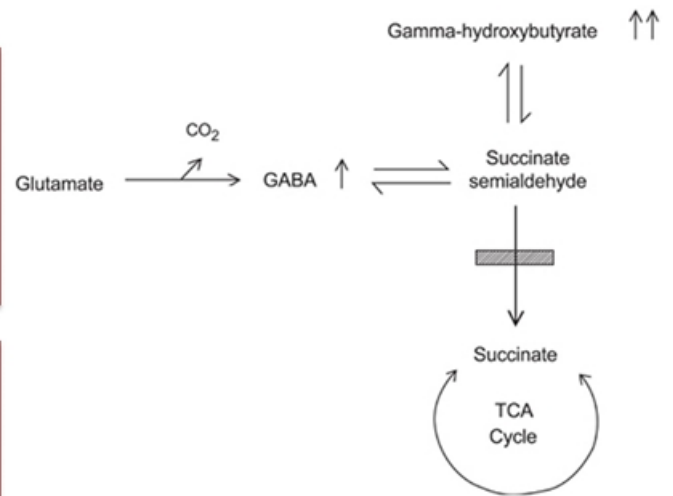 Gamma-hydroxybutyrate ↑↑
CO₂
Glutamate
GABA ↑
Succinate
semialdehyde
Succinate
TCA
Cycle